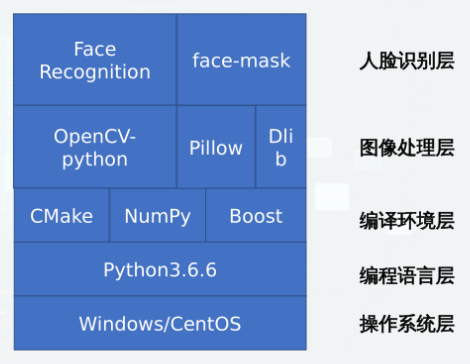 Face
Recognition
face-mask
人脸识别层
OpenCV-
python
Pillow
Dli
b
图像处理层
CMake
NumPy
Boost
编译环境层
Python3.6.6
编程语言层
Windows/CentOS
操作系统层